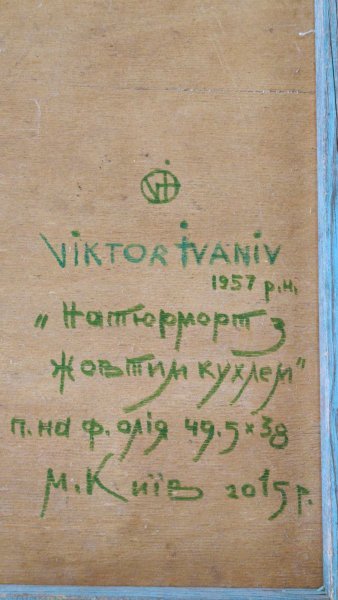 VIKTOR IVANIV
1957 р.н.
„Натюрморт з
жовтим кухлем"
п. на ф. олія 49.5×38
м. Київ 2015 г.